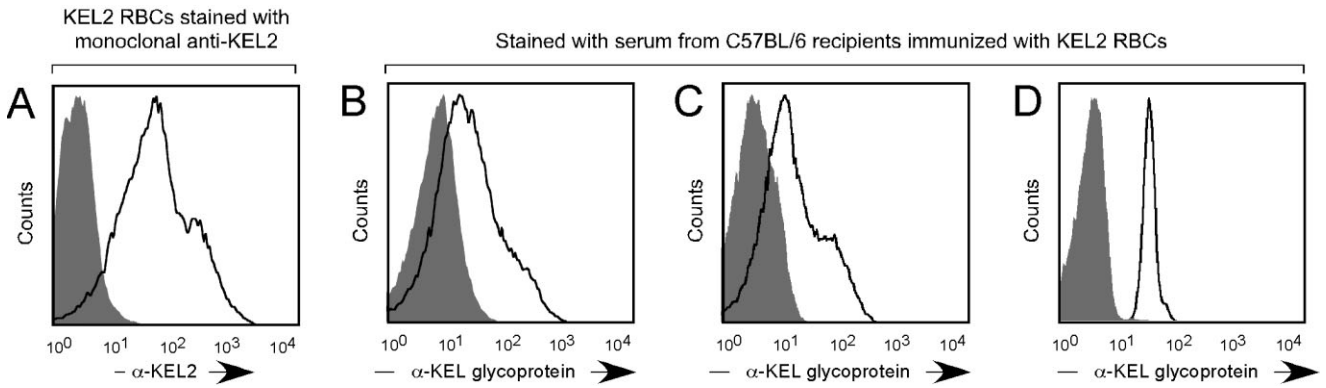 KEL2 RBCs stained with
monoclonal anti-KEL2
Stained with serum from C57BL/6 recipients immunized with KEL2 RBCs
A
Counts
10⁰ 10¹ 10² 10³ 10⁴
– α-KEL2
B
Counts
10⁰ 10¹ 10² 10³ 10⁴
— α-KEL glycoprotein
C
Counts
10⁰ 10¹ 10² 10³ 10⁴
— α-KEL glycoprotein
D
Counts
10⁰ 10¹ 10² 10³ 10⁴
— α-KEL glycoprotein